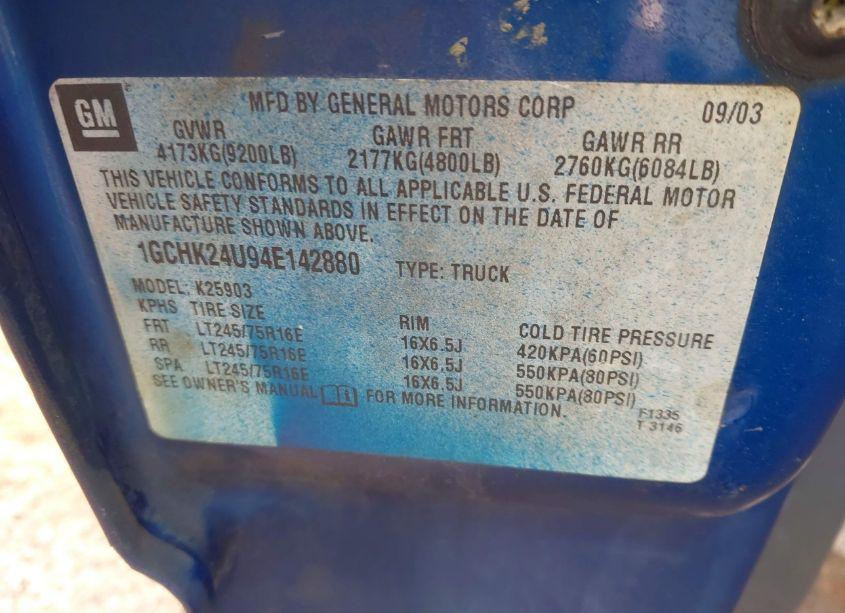 GM
MFD BY GENERAL MOTORS CORP 09/03
GVWR GAWR FRT GAWR RR
4173KG(9200LB) 2177KG(4800LB) 2760KG(6084LB)
THIS VEHICLE CONFORMS TO ALL APPLICABLE U.S. FEDERAL MOTOR
VEHICLE SAFETY STANDARDS IN EFFECT ON THE DATE OF
MANUFACTURE SHOWN ABOVE.
1GCHK24U94E142880 TYPE: TRUCK
MODEL: K25903
KPHS TIRE SIZE RIM COLD TIRE PRESSURE
FRT LT245/75R16E 16X6.5J 420KPA(60PSI)
RR LT245/75R16E 16X6.5J 550KPA(80PSI)
SPA LT245/75R16E 16X6.5J 550KPA(80PSI)
SEE OWNER'S MANUAL FOR MORE INFORMATION.
F1335
T 3146